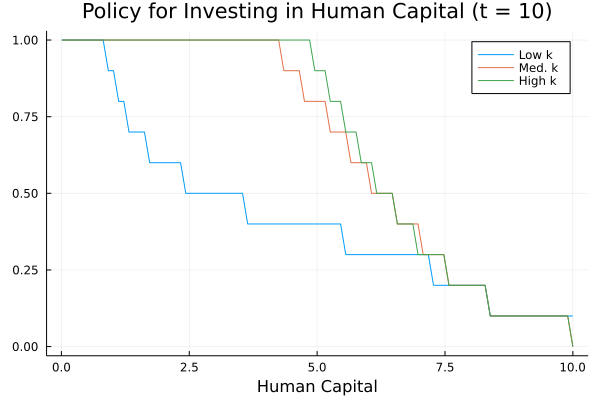 Policy for Investing in Human Capital (t = 10)
1.00
0.75
0.50
0.25
0.00
Low k
Med. k
High k
0.0 2.5 5.0 7.5 10.0
Human Capital